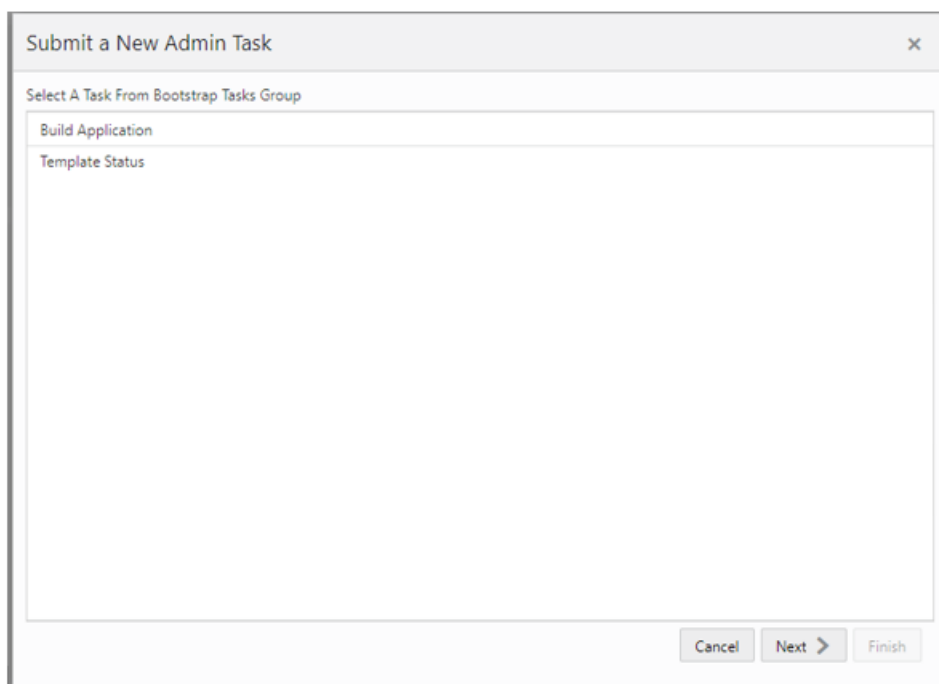 Submit a New Admin Task
Select A Task From Bootstrap Tasks Group
Build Application
Template Status
Cancel Next Finish